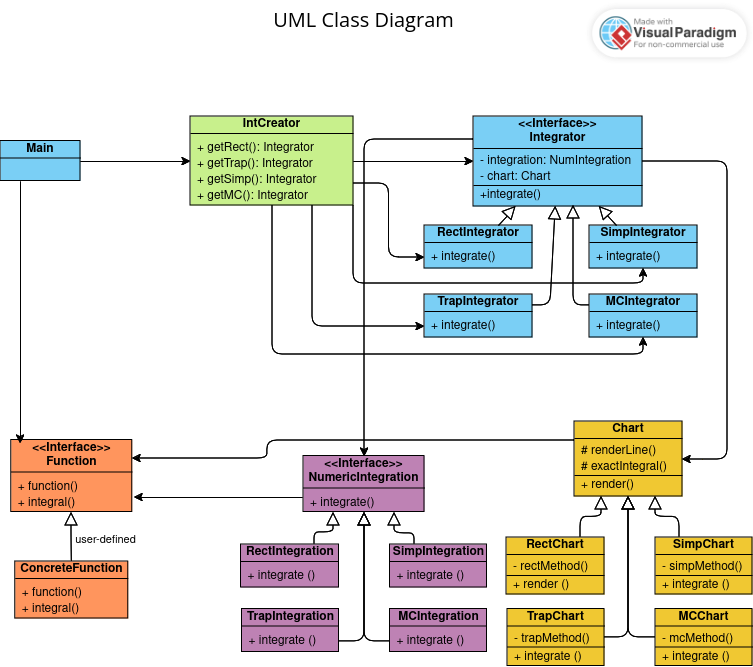 UML Class Diagram
Made with
VisualParadigm
For non-commercial use
Main
IntCreator
+ getRect(): Integrator
+ getTrap(): Integrator
+ getSimp(): Integrator
+ getMC(): Integrator
<<Interface>>
Integrator
- integration: NumIntegration
- chart: Chart
+integrate()
RectIntegrator
+ integrate()
SimpIntegrator
+ integrate()
TrapIntegrator
+ integrate()
MCIntegrator
+ integrate()
<<Interface>>
Function
+ function()
+ integral()
user-defined
ConcreteFunction
+ function()
+ integral()
<<Interface>>
NumericIntegration
+ integrate()
RectIntegration
+ integrate ()
SimpIntegration
+ integrate ()
TrapIntegration
+ integrate ()
MCIntegration
+ integrate ()
Chart
# renderLine()
# exactIntegral()
+ render()
RectChart
- rectMethod()
+ render ()
SimpChart
- simpMethod()
+ integrate ()
TrapChart
- trapMethod()
+ integrate ()
MCChart
- mcMethod()
+ integrate ()